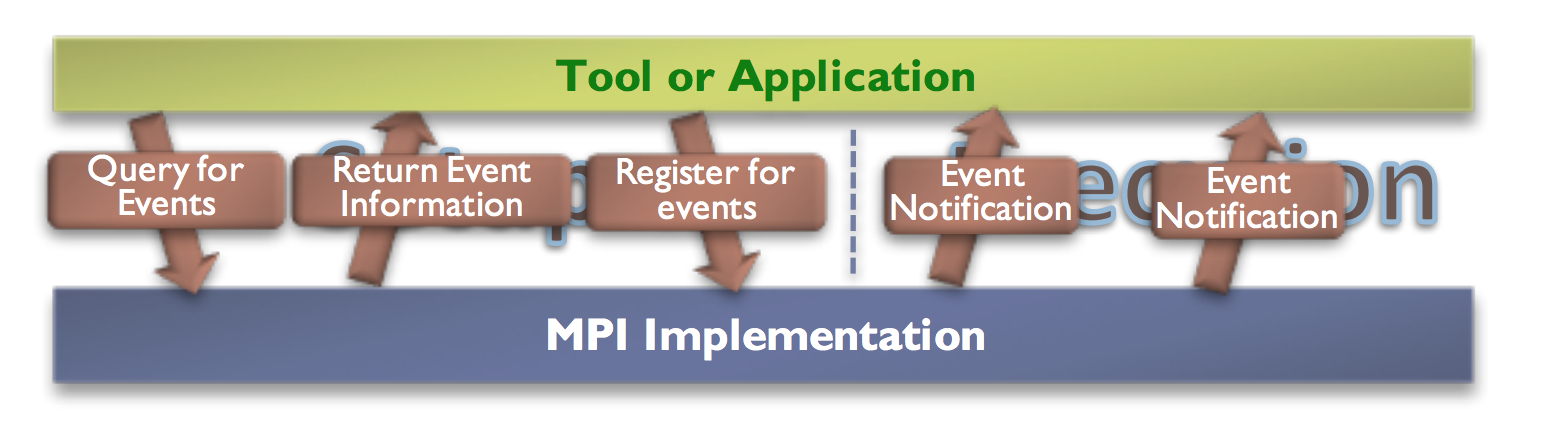 Tool or Application
Query for
Events
Return Event
Information
Register for
events
Event
Notification
Event
Notification
MPI Implementation